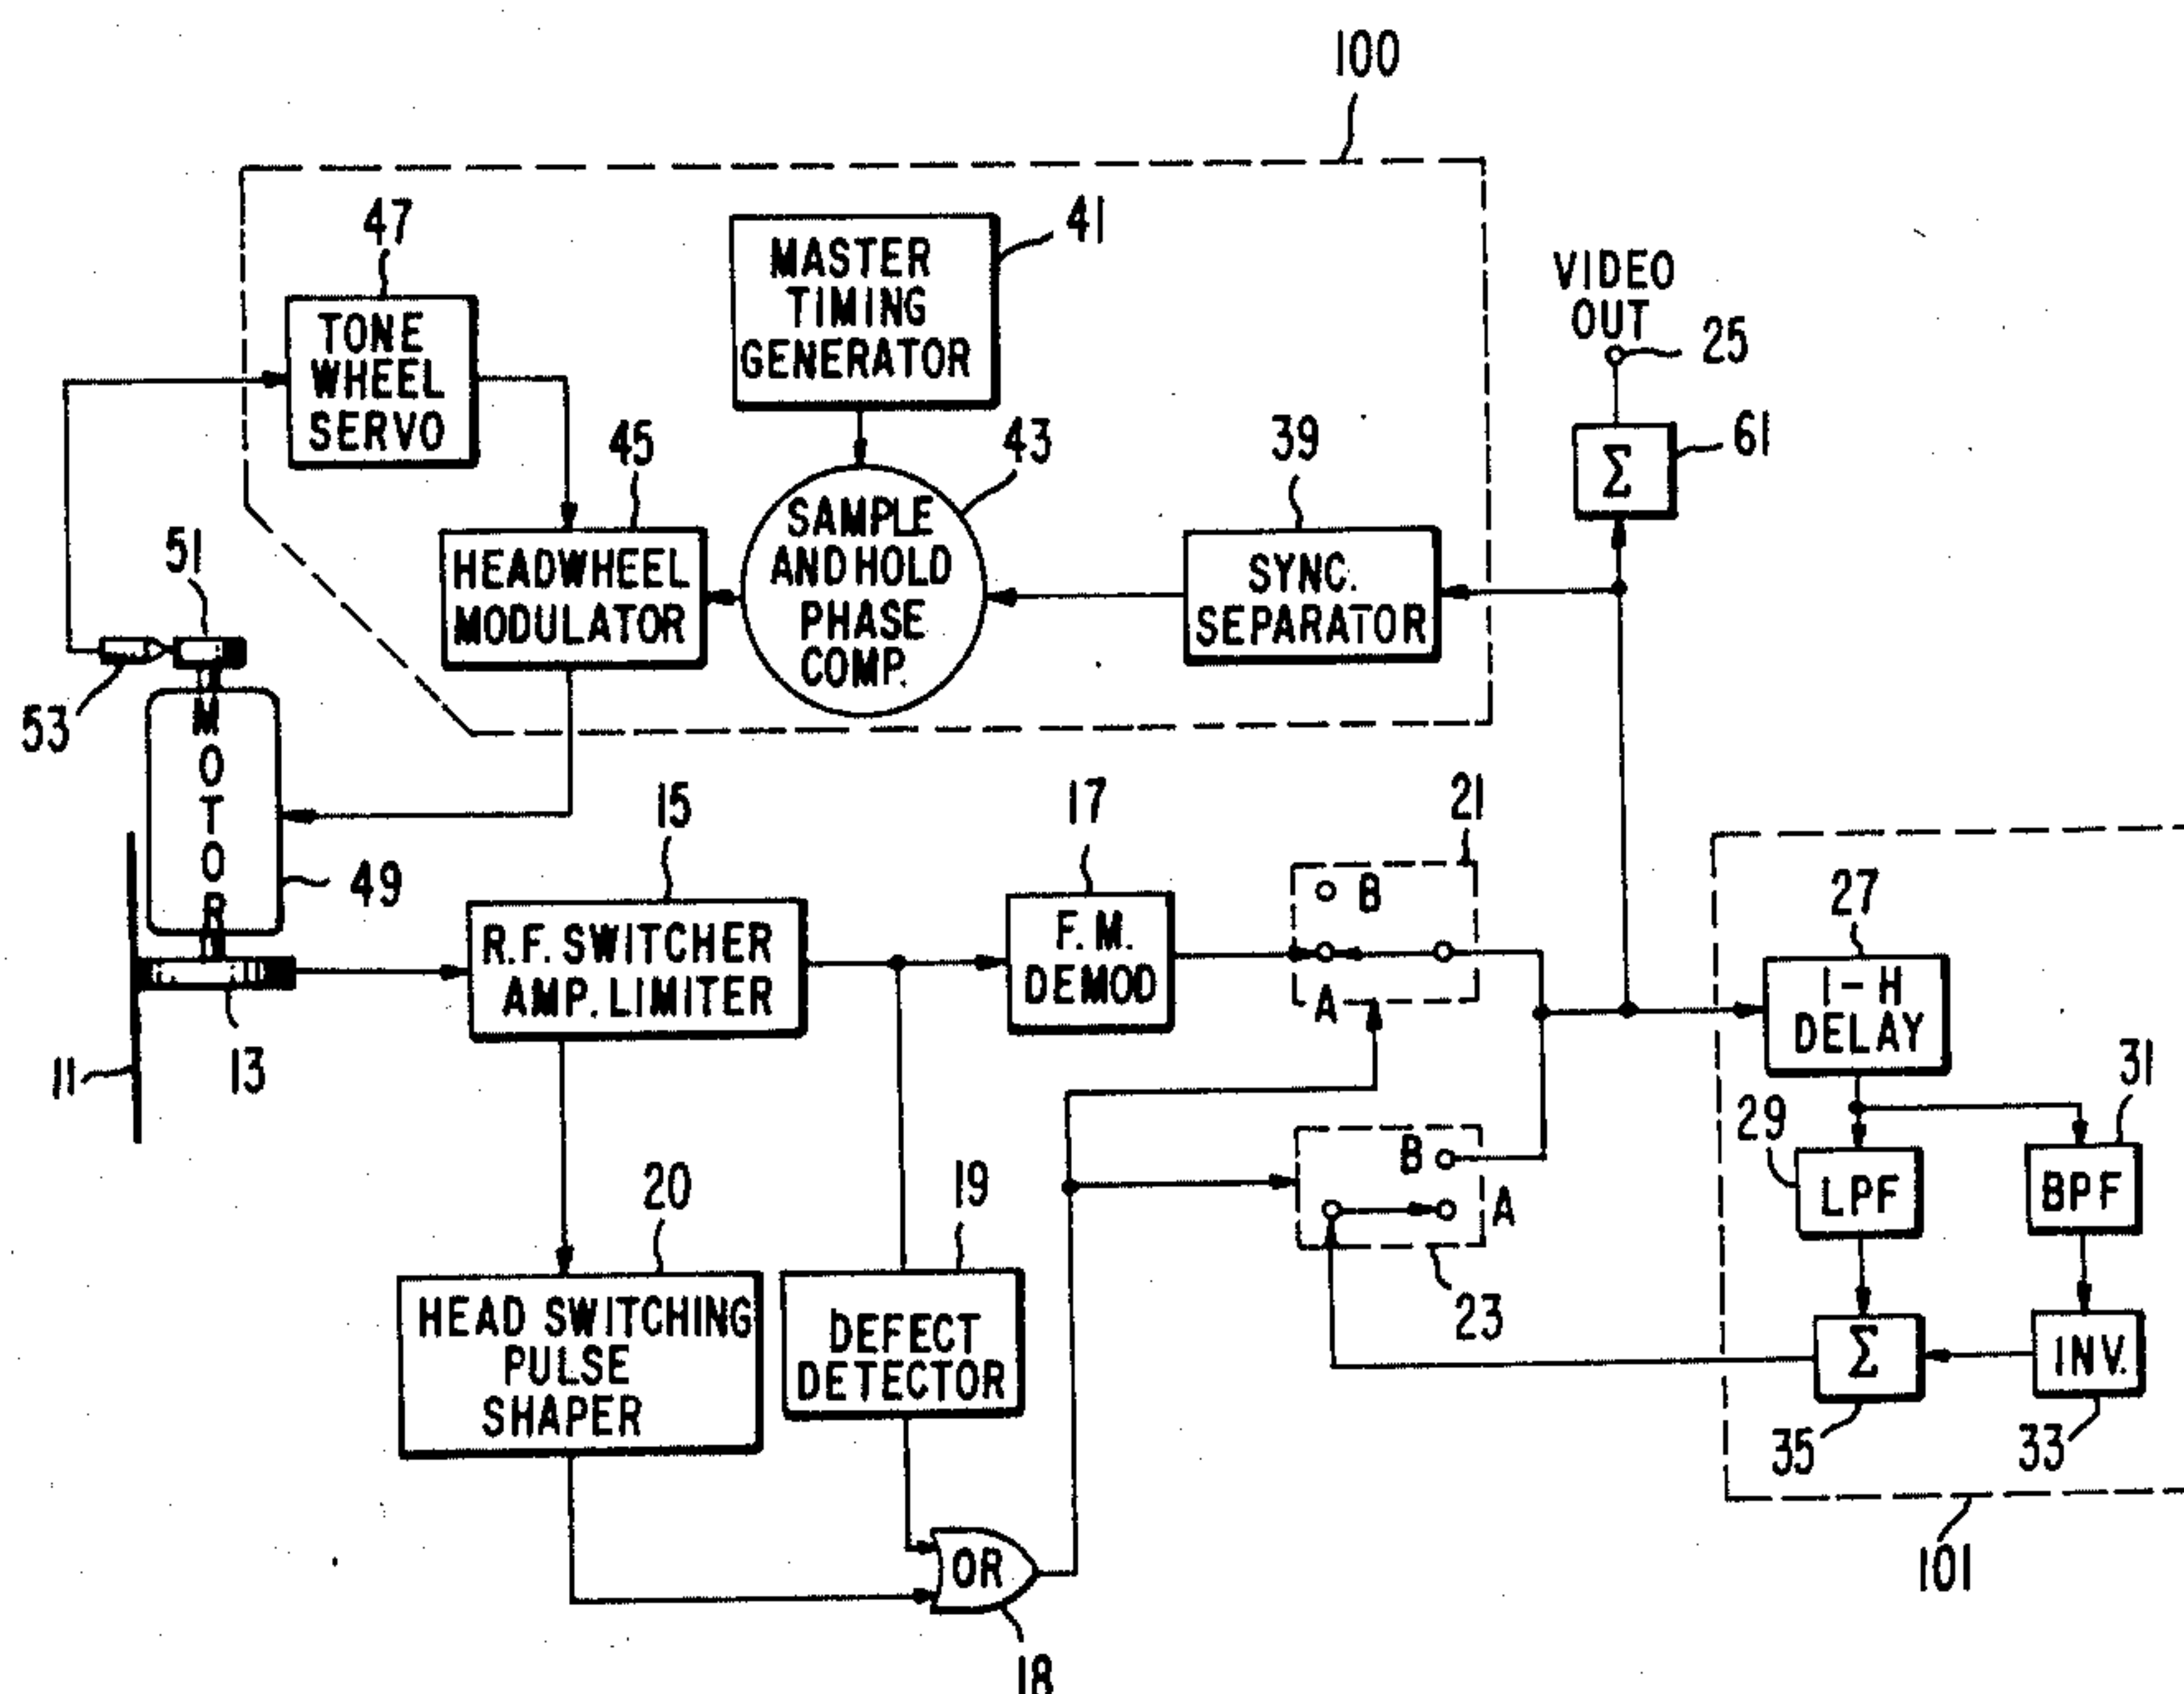 100
47
TONE
WHEEL
SERVO
MASTER
TIMING
GENERATOR
41
VIDEO
OUT
25
61
Σ
45
HEADWHEEL
MODULATOR
43
SAMPLE
AND HOLD
PHASE
COMP.
39
SYNC.
SEPARATOR
51
53
MOTOR
49
11
13
15
R.F. SWITCHER
AMP. LIMITER
17
F.M.
DEMOD
21
B
A
27
1-H
DELAY
29
LPF
31
BPF
B
A
23
20
HEAD SWITCHING
PULSE
SHAPER
19
DEFECT
DETECTOR
Σ
35
INV.
33
101
OR
18